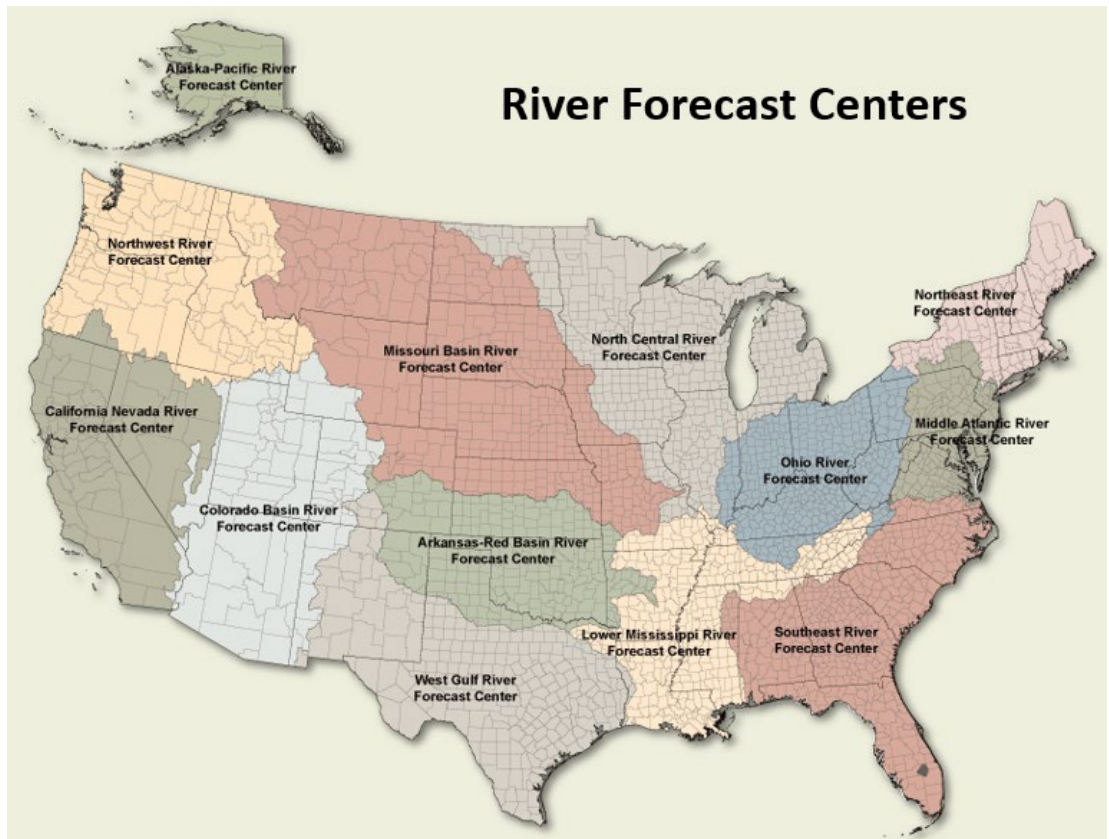 Alaska-Pacific River
Forecast Center
River Forecast Centers
Northwest River
Forecast Center
Northeast River
Forecast Center
North Central River
Forecast Center
Missouri Basin River
Forecast Center
California Nevada River
Forecast Center
Middle Atlantic River
Forecast Center
Ohio River
Forecast Center
Colorado Basin River
Forecast Center
Arkansas-Red Basin River
Forecast Center
Lower Mississippi River
Forecast Center
Southeast River
Forecast Center
West Gulf River
Forecast Center